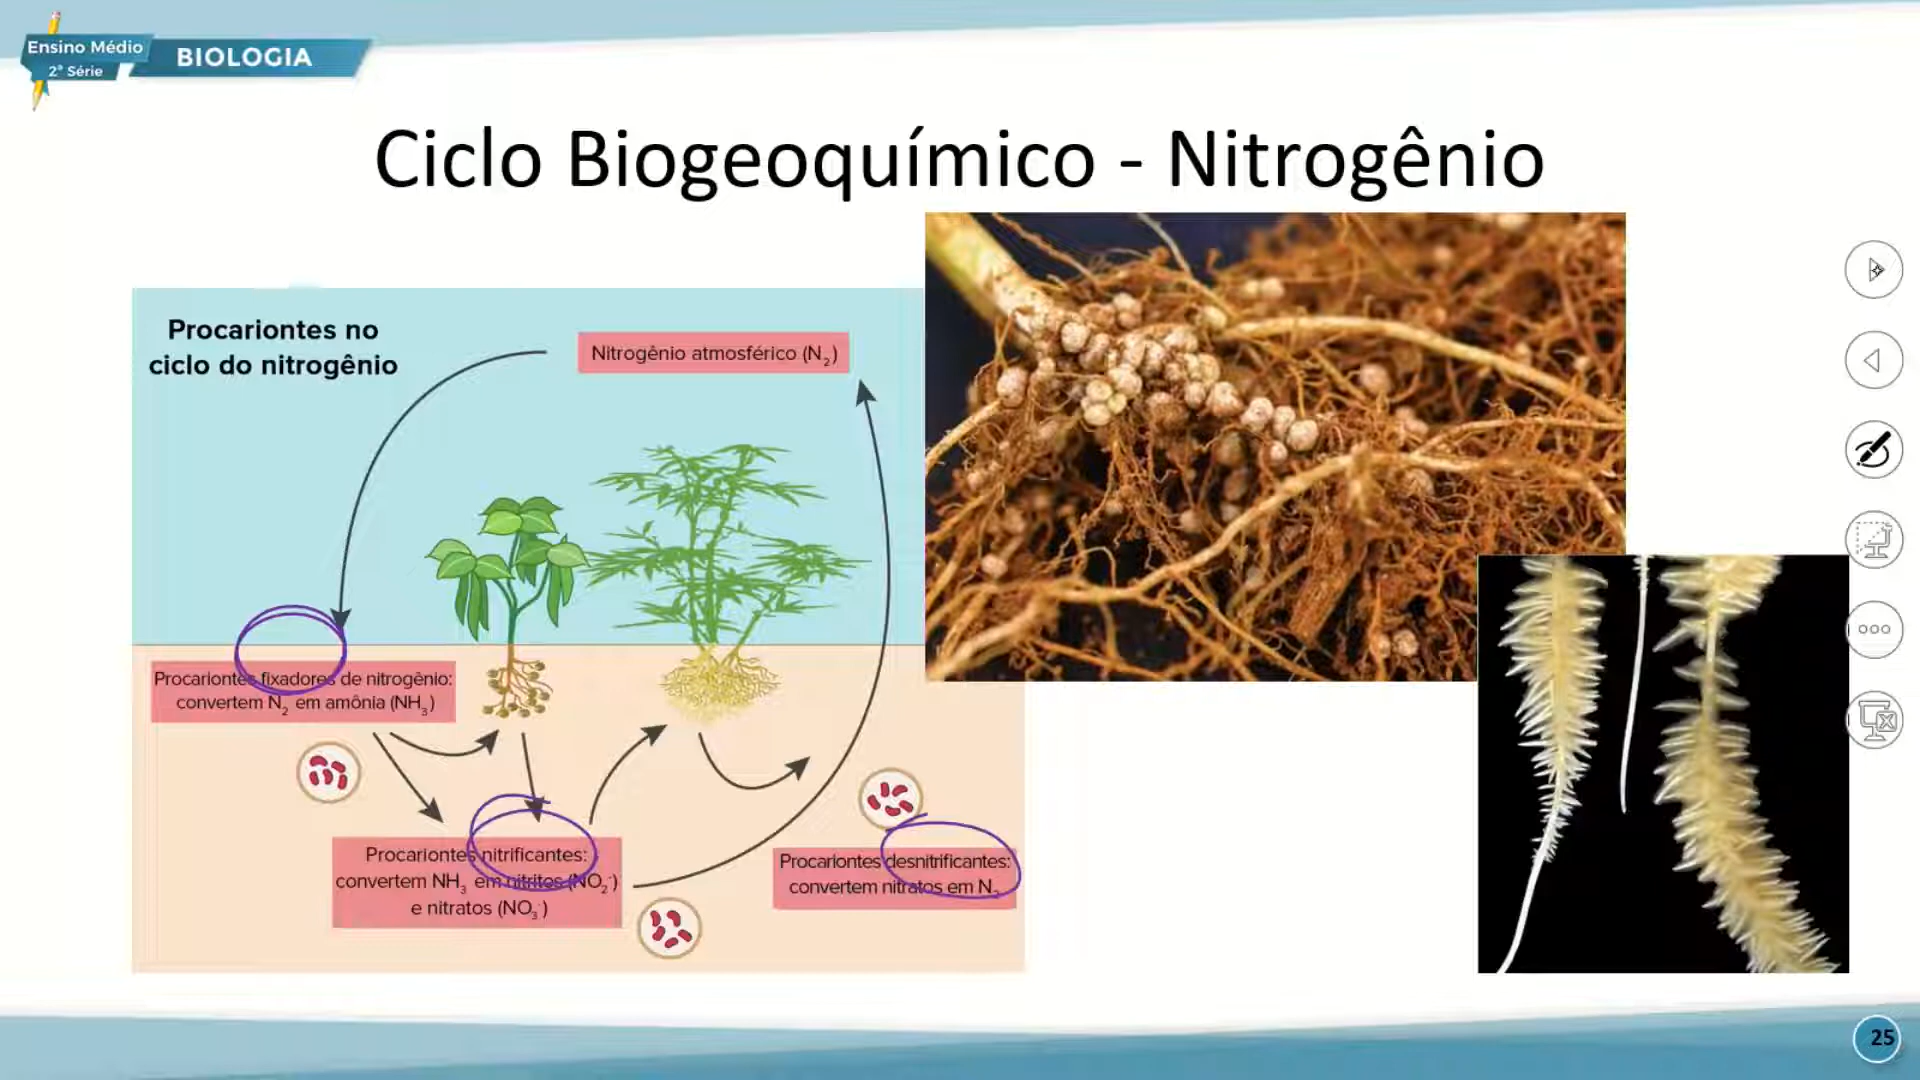 Ensino Médio
2ª Série
BIOLOGIA
Ciclo Biogeoquímico - Nitrogênio
Procariontes no
ciclo do nitrogênio
Nitrogênio atmosférico (N₂)
Procariontes fixadores de nitrogênio:
convertem N₂ em amônia (NH₃)
Procariontes nitrificantes:
convertem NH₃ em nitritos (NO₂⁻)
e nitratos (NO₃⁻)
Procariontes desnitrificantes:
convertem nitratos em N₂
25